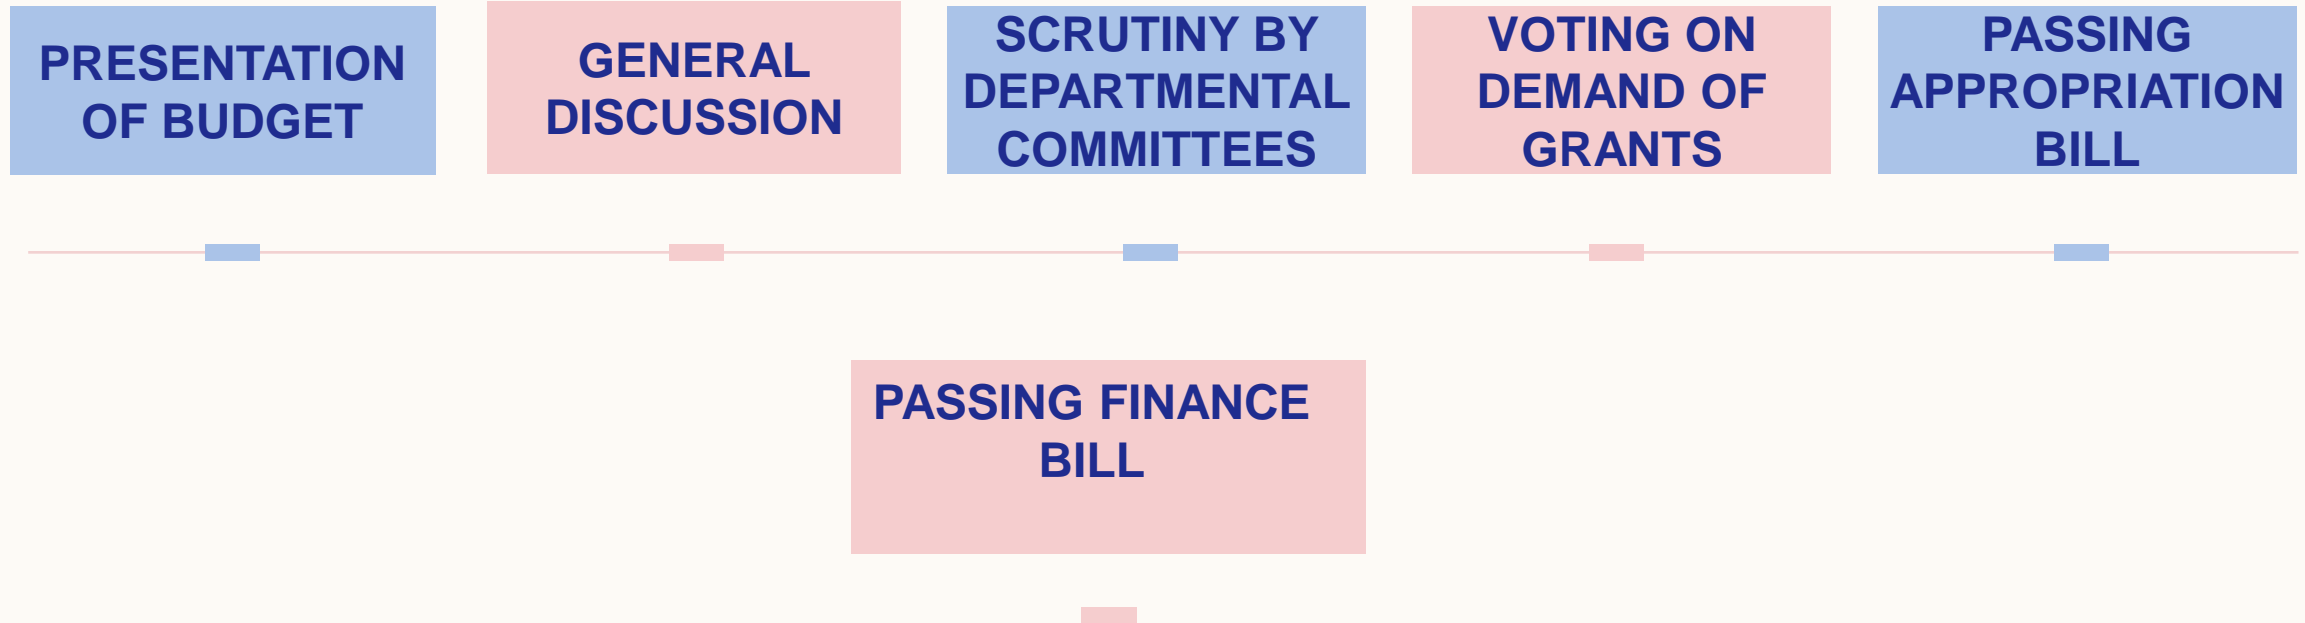 PRESENTATION
OF BUDGET
GENERAL
DISCUSSION
SCRUTINY BY
DEPARTMENTAL
COMMITTEES
VOTING ON
DEMAND OF
GRANTS
PASSING
APPROPRIATION
BILL
PASSING FINANCE
BILL